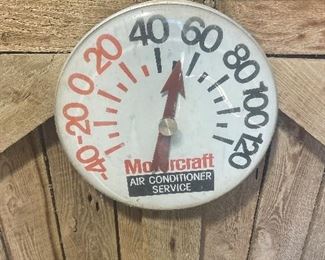 -40 -20 0 20 40 60 80 100 120
Motorcraft
AIR CONDITIONER
SERVICE